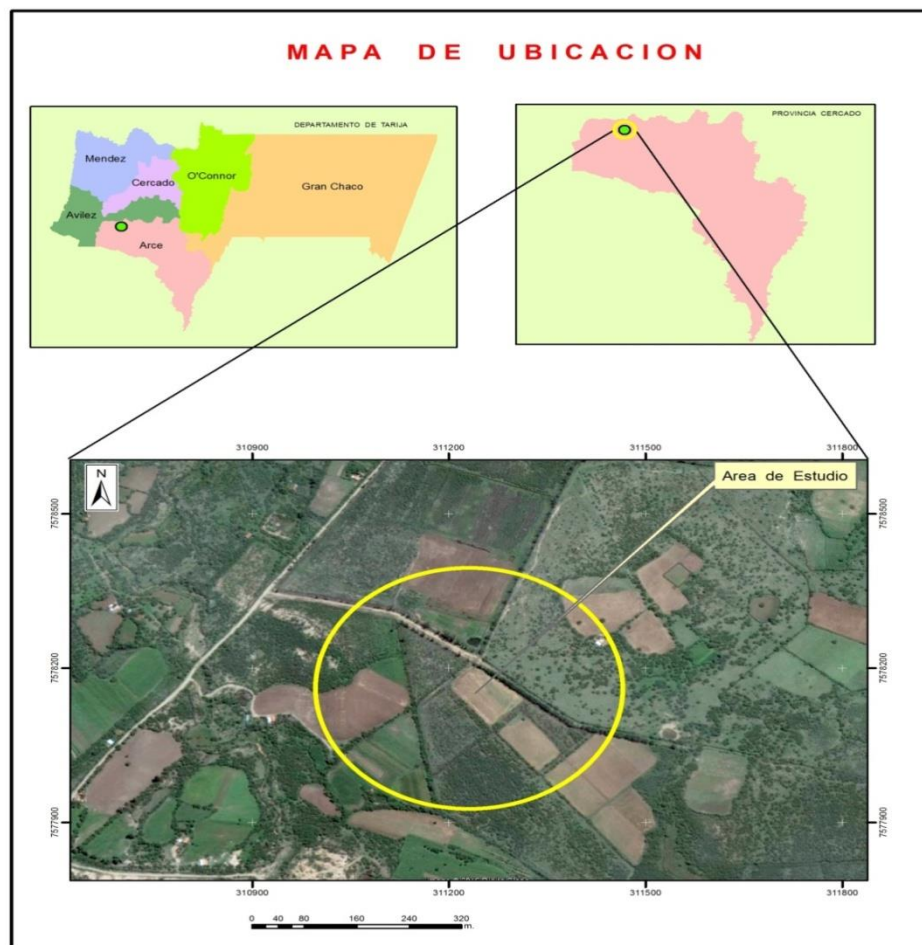 MAPA DE UBICACION
DEPARTAMENTO DE TARIJA
Mendez
Cercado
O'Connor
Gran Chaco
Avilez
Arce
PROVINCIA CERCADO
310900 311200 311500 311800
N
Area de Estudio
7578500 7578500
7578200 7578200
7577900 7577900
310900 311200 311500 311800
0 40 80 160 240 320
m.